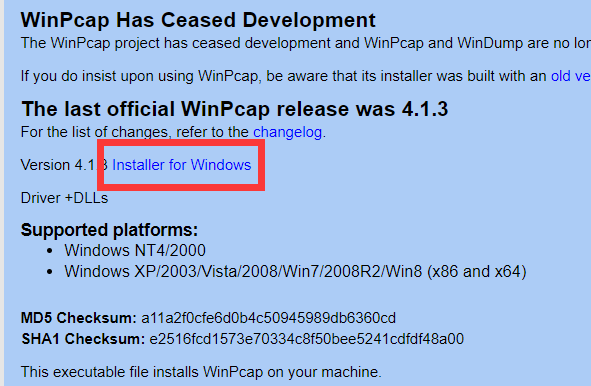 WinPcap Has Ceased Development
The WinPcap project has ceased development and WinPcap and WinDump are no lon
If you do insist upon using WinPcap, be aware that its installer was built with an old ve
The last official WinPcap release was 4.1.3
For the list of changes, refer to the changelog.
Version 4.1.3 Installer for Windows
Driver +DLLs
Supported platforms:
• Windows NT4/2000
• Windows XP/2003/Vista/2008/Win7/2008R2/Win8 (x86 and x64)
MD5 Checksum: a11a2f0cfe6d0b4c50945989db6360cd
SHA1 Checksum: e2516fcd1573e70334c8f50bee5241cdfdf48a00
This executable file installs WinPcap on your machine.